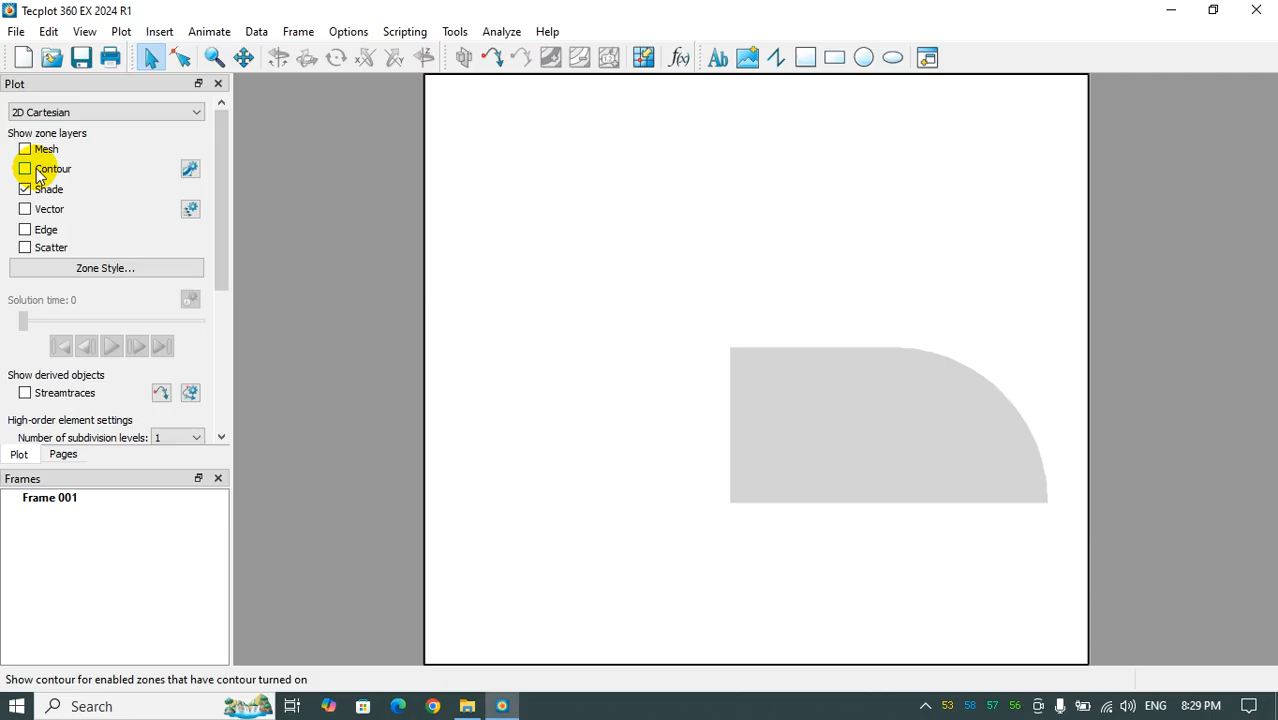 Tecplot 360 EX 2024 R1
File Edit View Plot Insert Animate Data Frame Options Scripting Tools Analyze Help
Plot
2D Cartesian
Show zone layers
Mesh
Contour
Shade
Vector
Edge
Scatter
Zone Style...
Solution time: 0
Show derived objects
Streamtraces
High-order element settings
Number of subdivision levels: 1
Plot Pages
Frames
Frame 001
Show contour for enabled zones that have contour turned on
Search
53 58 57 56 ENG 8:29 PM